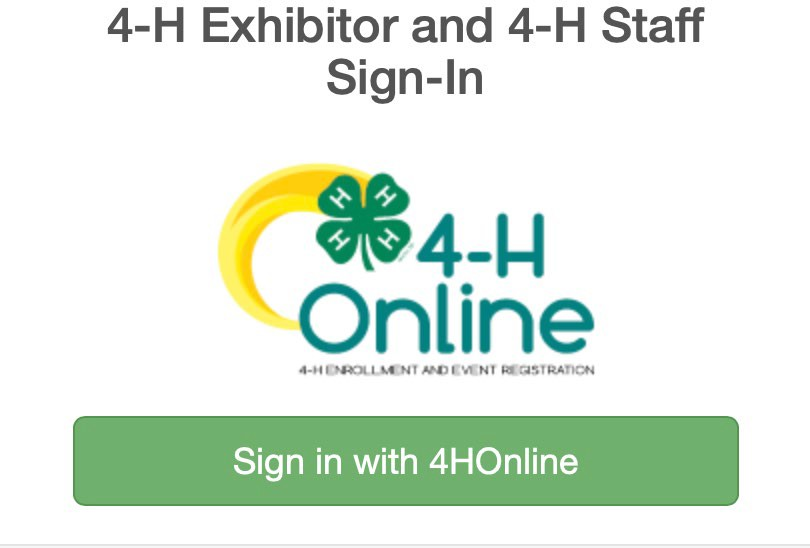 4-H Exhibitor and 4-H Staff
Sign-In
H H
H H
4-H
Online
4-H ENROLLMENT AND EVENT REGISTRATION
Sign in with 4HOnline